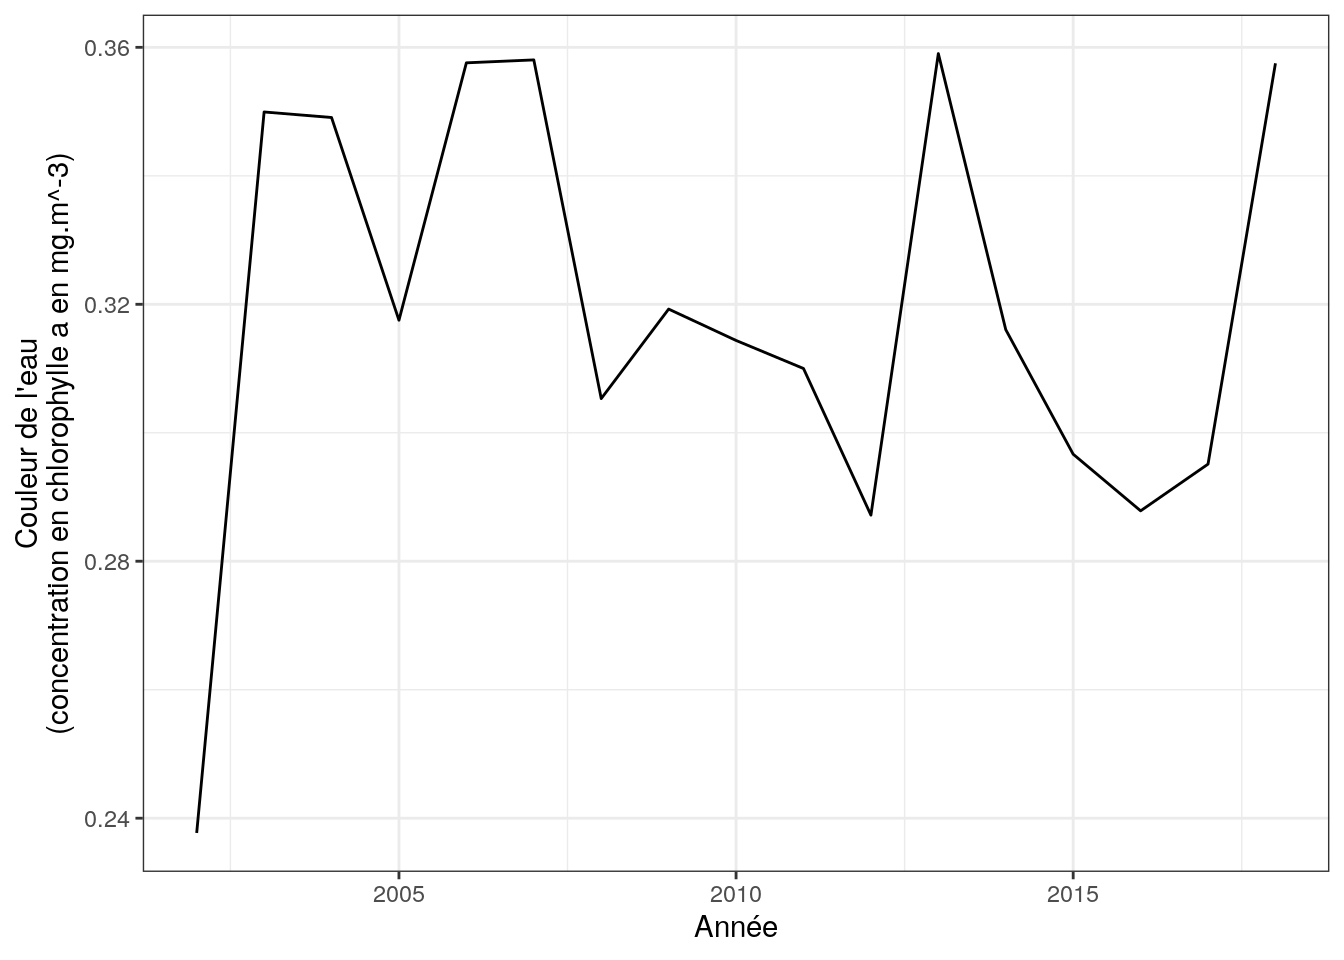 Couleur de l'eau
(concentration en chlorophylle a en mg.m^-3)
0.36
0.32
0.28
0.24
2005
2010
2015
Année